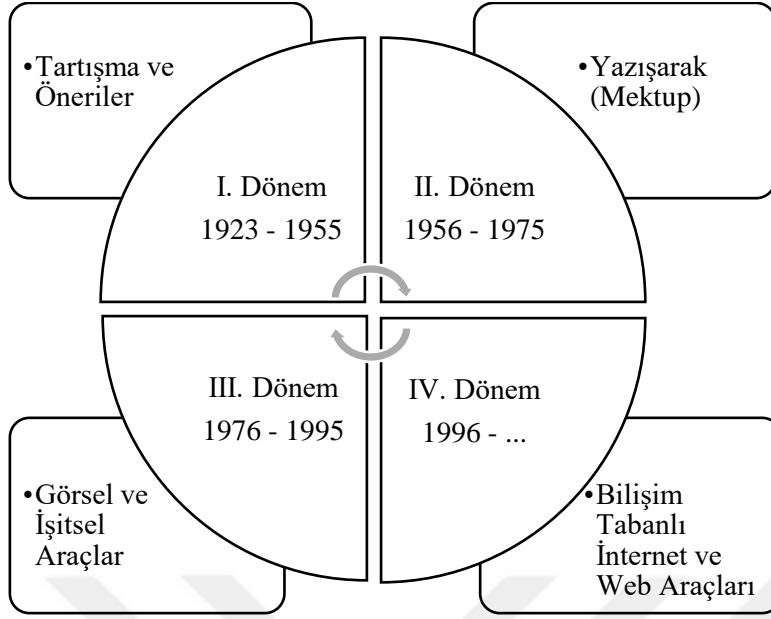 •Tartışma ve
Öneriler
•Yazışarak
(Mektup)
I. Dönem
1923 - 1955
II. Dönem
1956 - 1975
III. Dönem
1976 - 1995
IV. Dönem
1996 - ...
•Görsel ve
İşitsel
Araçlar
•Bilişim
Tabanlı
İnternet ve
Web Araçları